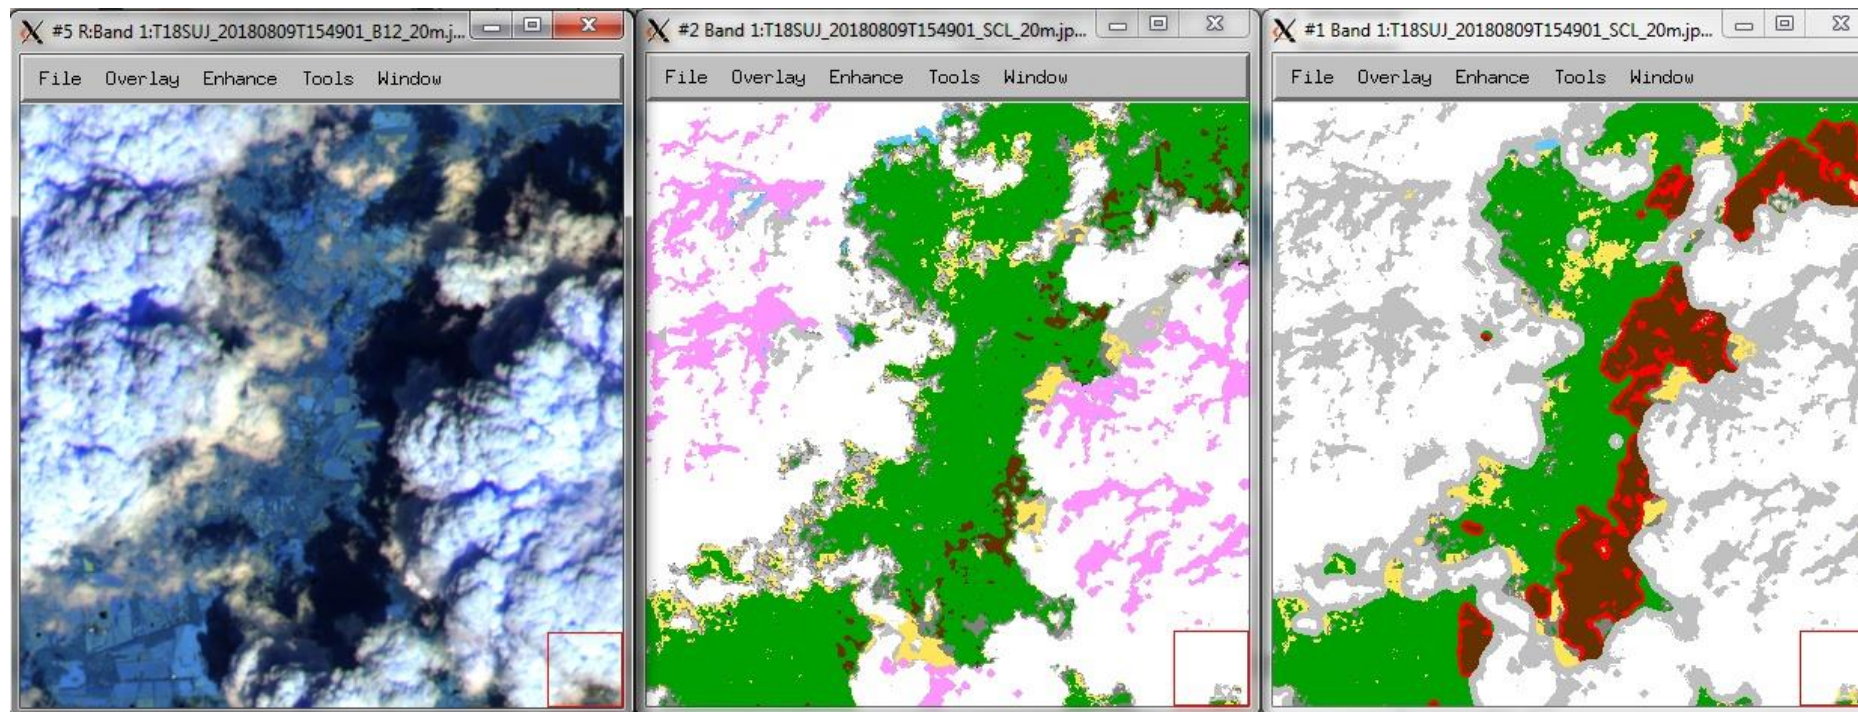 #5 R:Band 1:T18SUJ_20180809T154901_B12_20m.j...
File Overlay Enhance Tools Window
#2 Band 1:T18SUJ_20180809T154901_SCL_20m.jp...
File Overlay Enhance Tools Window
#1 Band 1:T18SUJ_20180809T154901_SCL_20m.jp...
File Overlay Enhance Tools Window